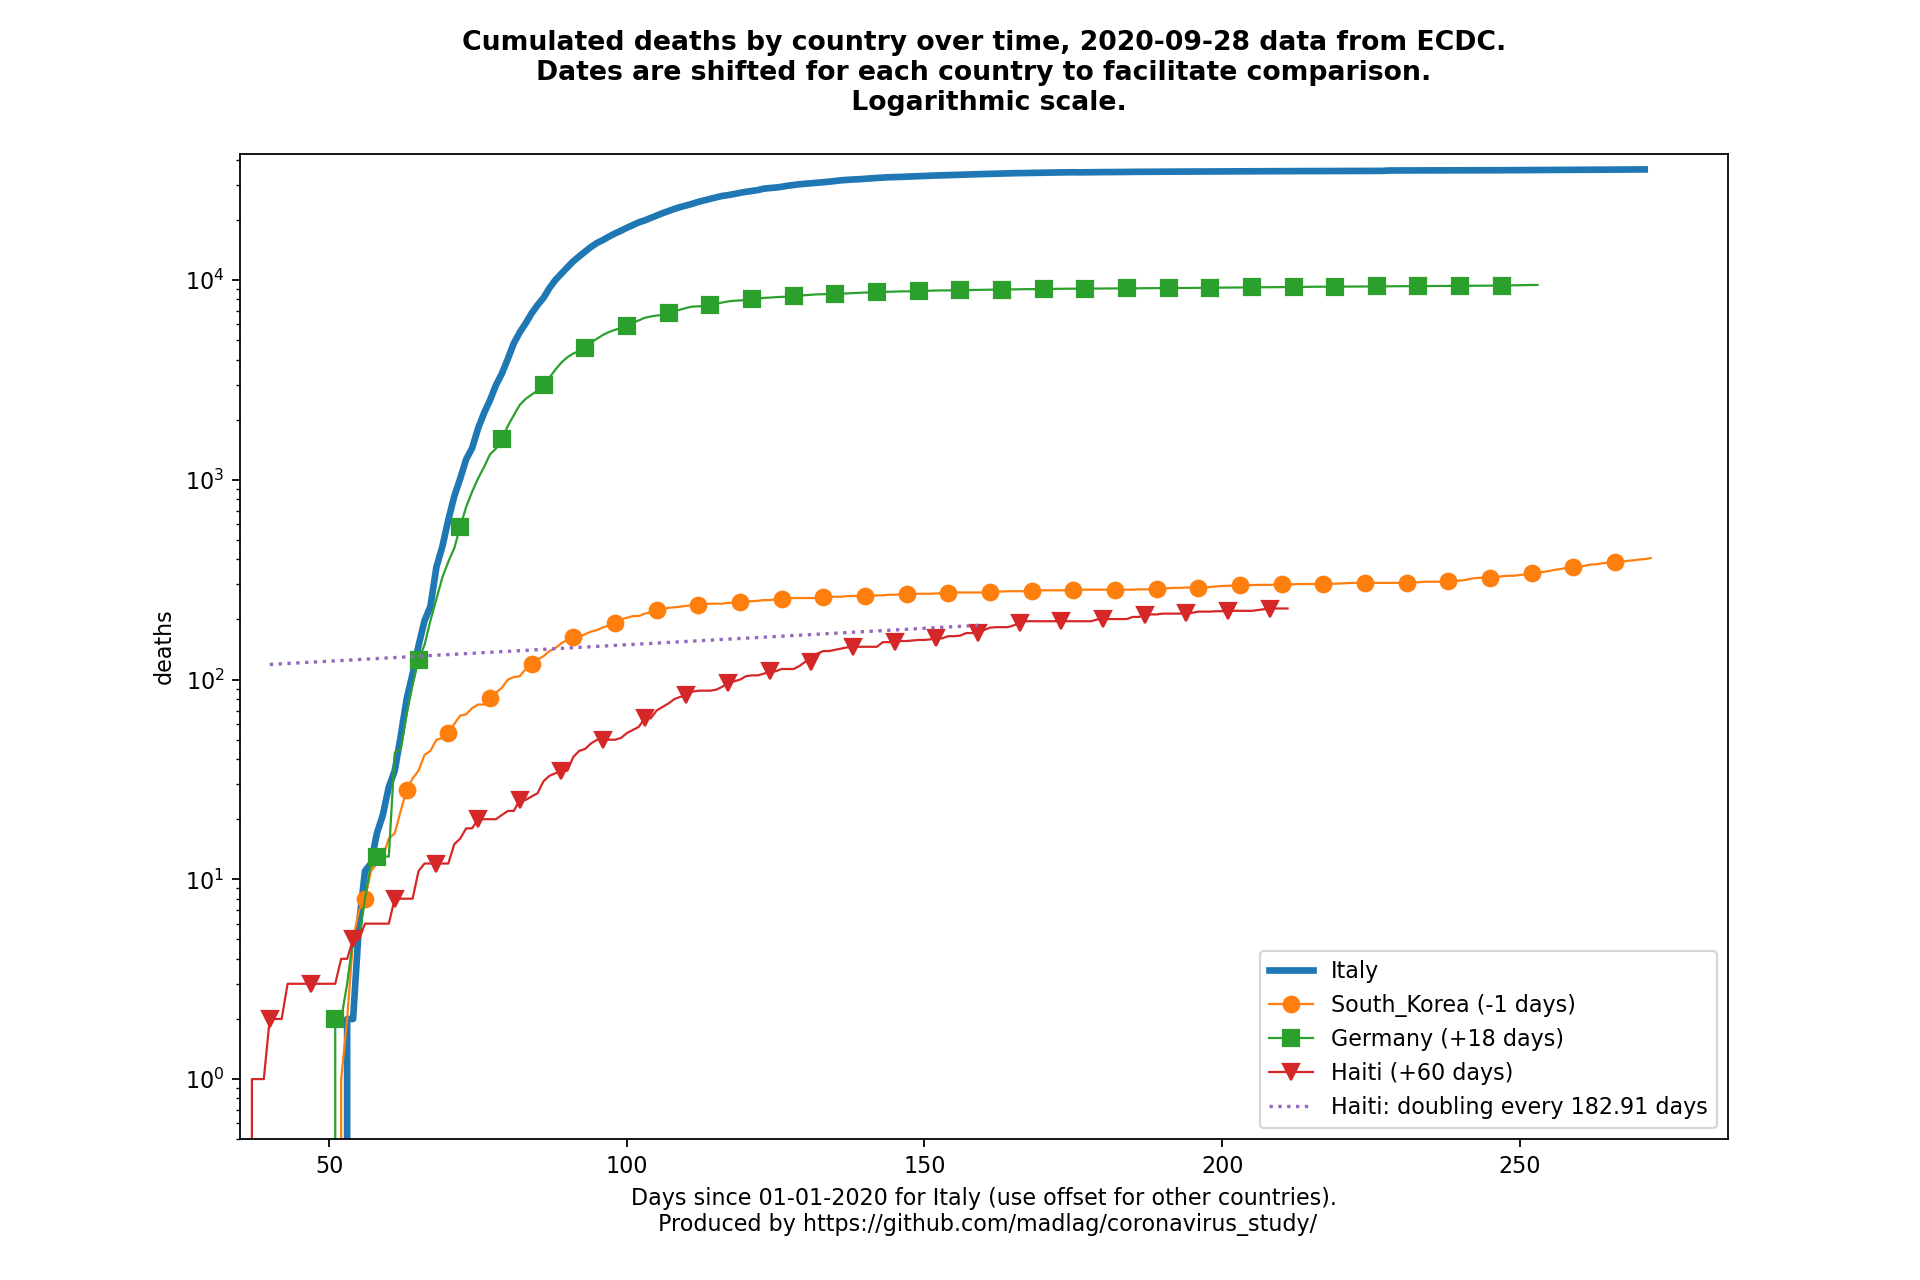 Cumulated deaths by country over time, 2020-09-28 data from ECDC.
Dates are shifted for each country to facilitate comparison.
Logarithmic scale.
deaths
10⁴
10³
10²
10¹
10⁰
50
100
150
200
250
Italy
South_Korea (-1 days)
Germany (+18 days)
Haiti (+60 days)
Haiti: doubling every 182.91 days
Days since 01-01-2020 for Italy (use offset for other countries).
Produced by https://github.com/madlag/coronavirus_study/